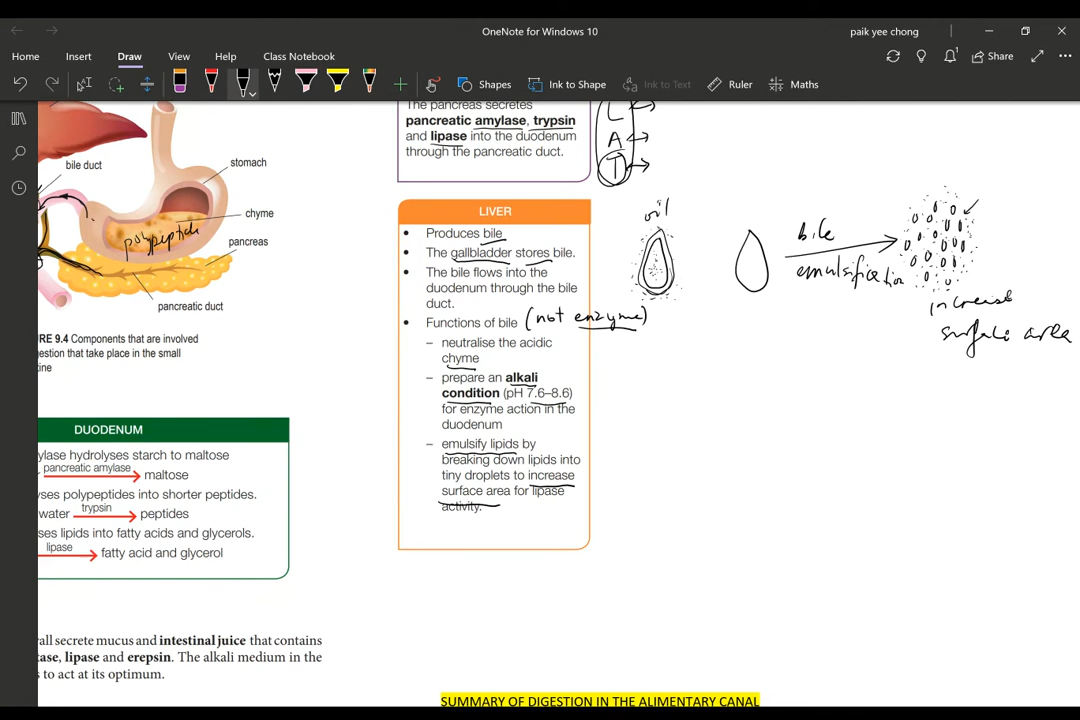 OneNote for Windows 10
paik yee chong
Home
Insert
Draw
View
Help
Class Notebook
Share
Shapes
Ink to Shape
Ink to Text
Ruler
Maths
bile duct
stomach
chyme
polypeptide
pancreas
pancreatic duct
URE 9.4 Components that are involved
igestion that take place in the small
tine
DUODENUM
ylase hydrolyses starch to maltose
pancreatic amylase
maltose
yses polypeptides into shorter peptides.
water
trypsin
peptides
ses lipids into fatty acids and glycerols.
lipase
fatty acid and glycerol
vall secrete mucus and intestinal juice that contains
tase, lipase and erepsin. The alkali medium in the
s to act at its optimum.
The pancreas secretes
pancreatic amylase, trypsin
and lipase into the duodenum
through the pancreatic duct.
L
A
T
LIVER
• Produces bile
• The gallbladder stores bile.
• The bile flows into the
duodenum through the bile
duct.
• Functions of bile (not enzyme)
– neutralise the acidic
chyme
– prepare an alkali
condition (pH 7.6–8.6)
for enzyme action in the
duodenum
– emulsify lipids by
breaking down lipids into
tiny droplets to increase
surface area for lipase
activity.
oil
bile
emulsification
increase
surface area
SUMMARY OF DIGESTION IN THE ALIMENTARY CANAL